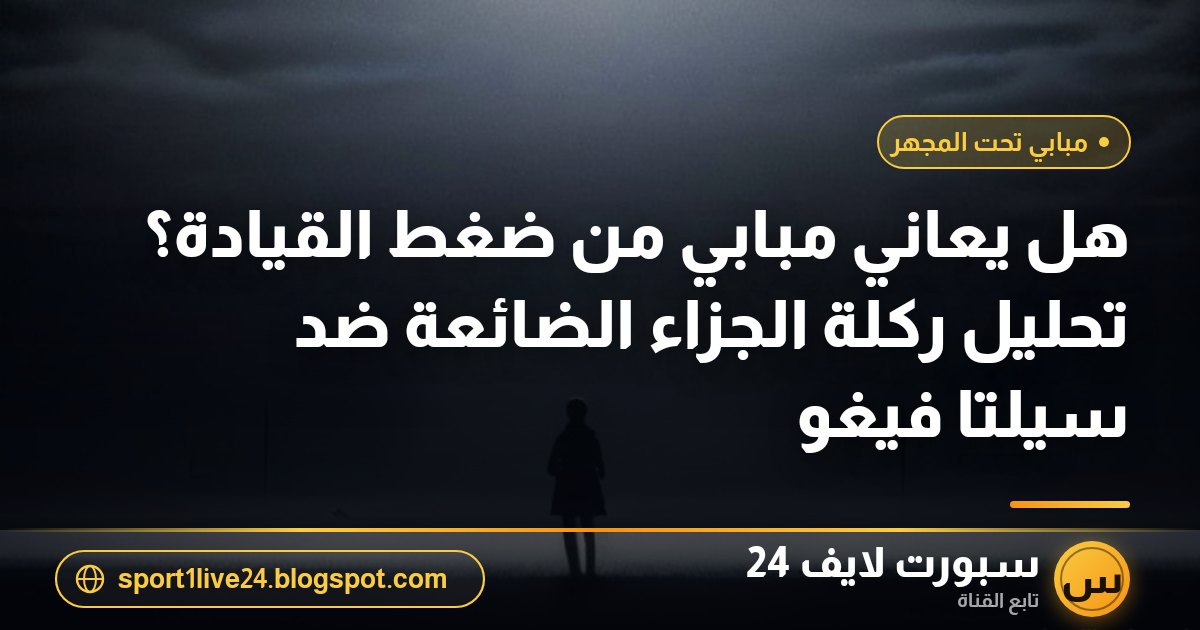 مبابي تحت المجهر
هل يعاني مبابي من ضغط القيادة؟
تحليل ركلة الجزاء الضائعة ضد
سيلتا فيغو
س
سبورت لايف 24
تابع القناة
sport1live24.blogspot.com